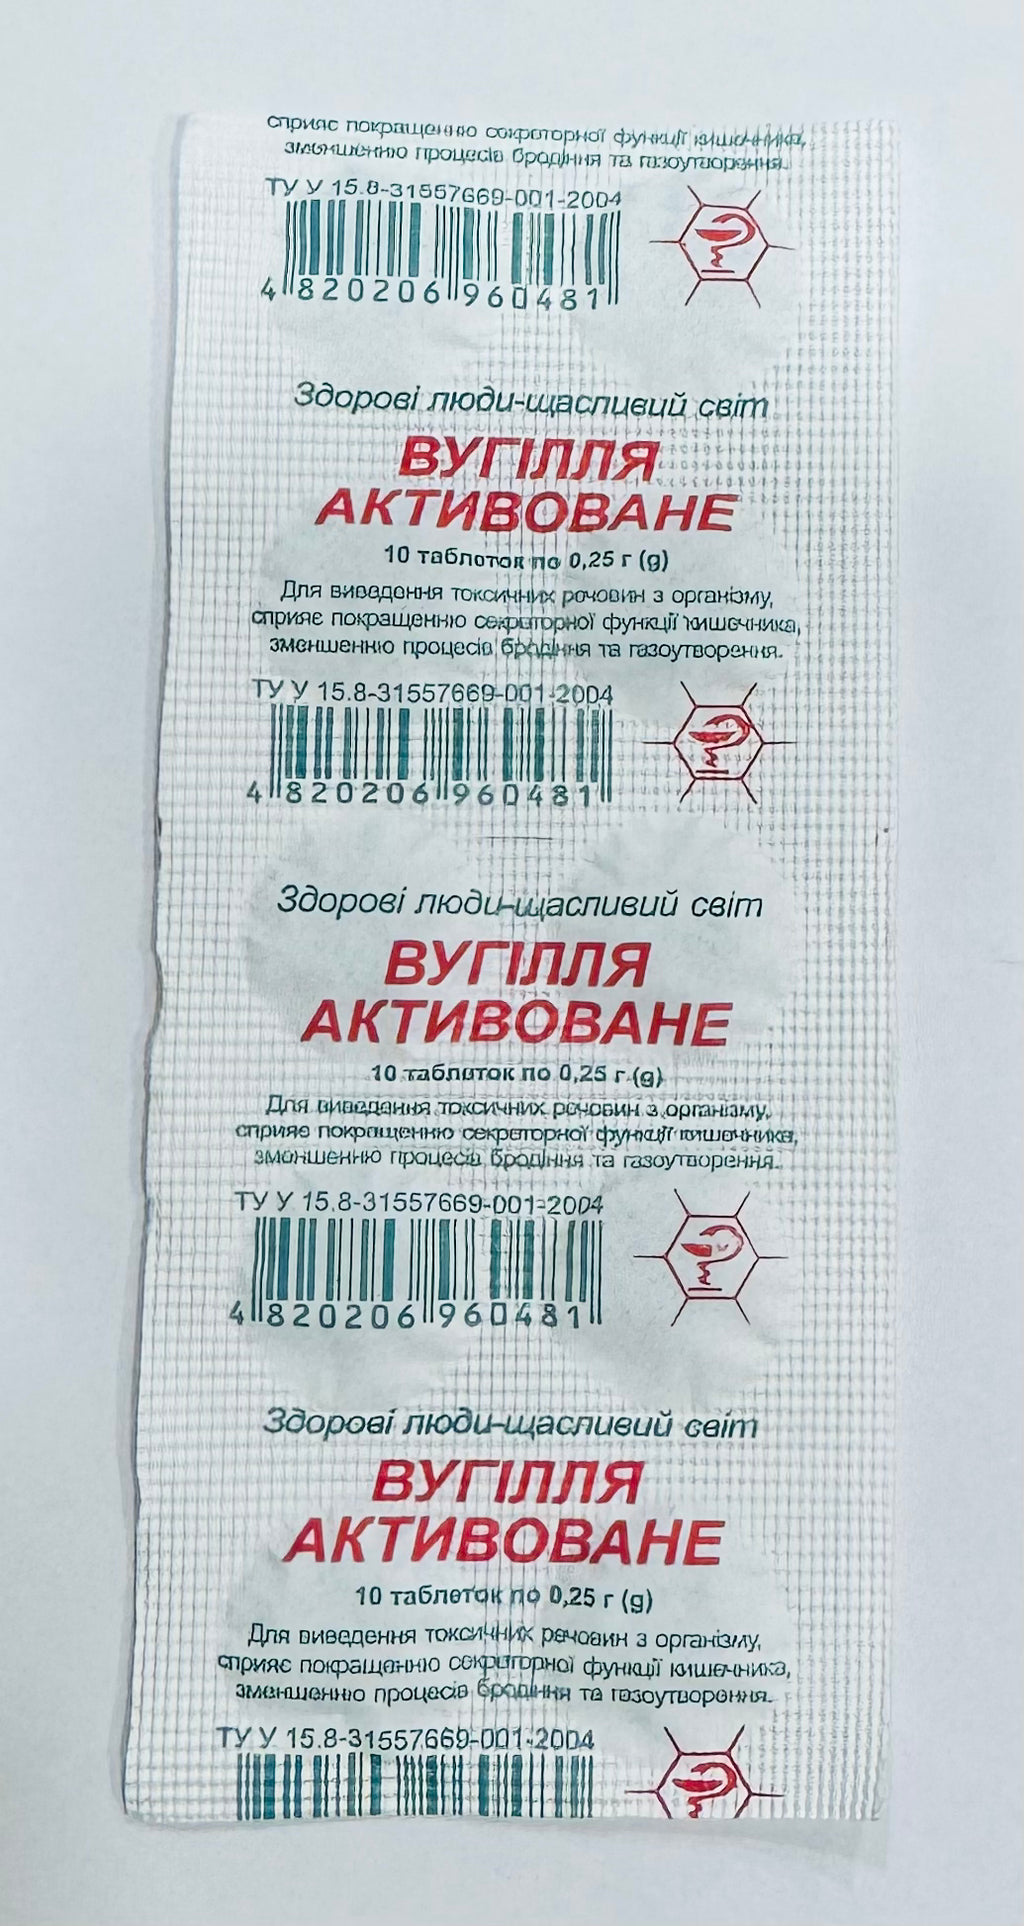 сприяє покращенню секреторної функції кишечника,
зменшенню процесів бродіння та газоутворення.
ТУ У 15.8-31557669-001-2004
4 820206 960481
Здорові люди-щасливий світ
ВУГІЛЛЯ
АКТИВОВАНЕ
10 таблеток по 0,25 г (g)
Для виведення токсичних речовин з організму,
сприяє покращенню секреторної функції кишечника,
зменшенню процесів бродіння та газоутворення.
ТУ У 15.8-31557669-001-2004
4 820206 960481
Здорові люди-щасливий світ
ВУГІЛЛЯ
АКТИВОВАНЕ
10 таблеток по 0,25 г (g)
Для виведення токсичних речовин з організму,
сприяє покращенню секреторної функції кишечника,
зменшенню процесів бродіння та газоутворення.
ТУ У 15.8-31557669-001-2004
4 820206 960481
Здорові люди-щасливий світ
ВУГІЛЛЯ
АКТИВОВАНЕ
10 таблеток по 0,25 г (g)
Для виведення токсичних речовин з організму,
сприяє покращенню секреторної функції кишечника,
зменшенню процесів бродіння та газоутворення.
ТУ У 15.8-31557669-001-2004